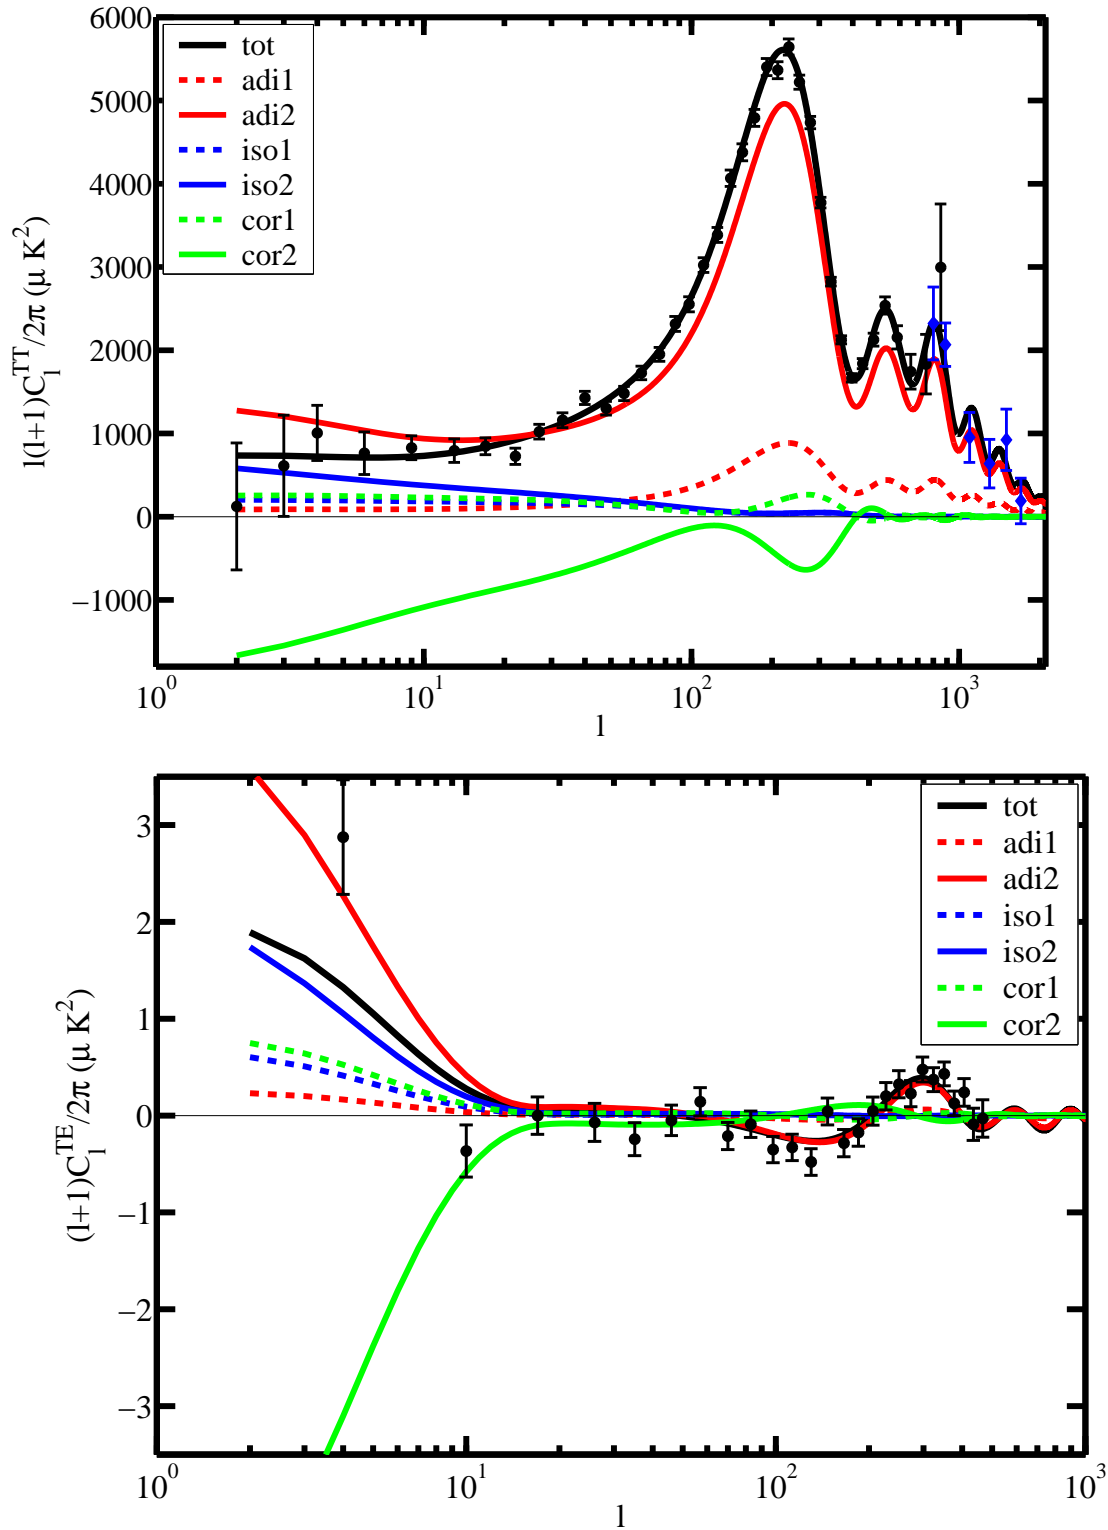 6000
5000
4000
3000
2000
1000
0
−1000
l(l+1)C_l^{TT}/2π (μ K^2)
tot
adi1
adi2
iso1
iso2
cor1
cor2
10^0 10^1 10^2 10^3
l
3
2
1
0
−1
−2
−3
(l+1)C_l^{TE}/2π (μ K^2)
tot
adi1
adi2
iso1
iso2
cor1
cor2
10^0 10^1 10^2 10^3
l